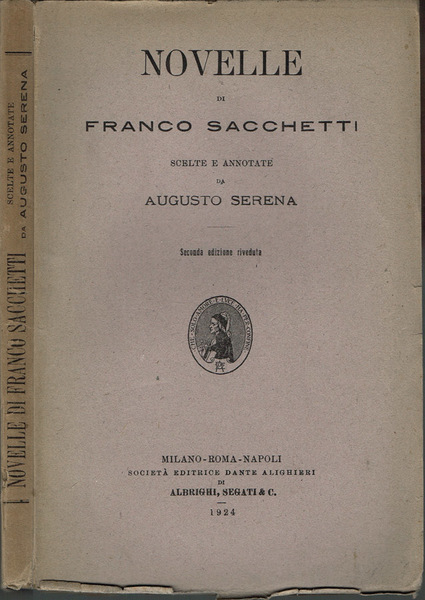 NOVELLE
DI
FRANCO SACCHETTI
SCELTE E ANNOTATE
DA
AUGUSTO SERENA
Seconda edizione riveduta
MILANO-ROMA-NAPOLI
SOCIETÀ EDITRICE DANTE ALIGHIERI
DI
ALBRIGHI, SEGATI & C.
1924
NOVELLE DI FRANCO SACCHETTI
SCELTE E ANNOTATE
DA AUGUSTO SERENA